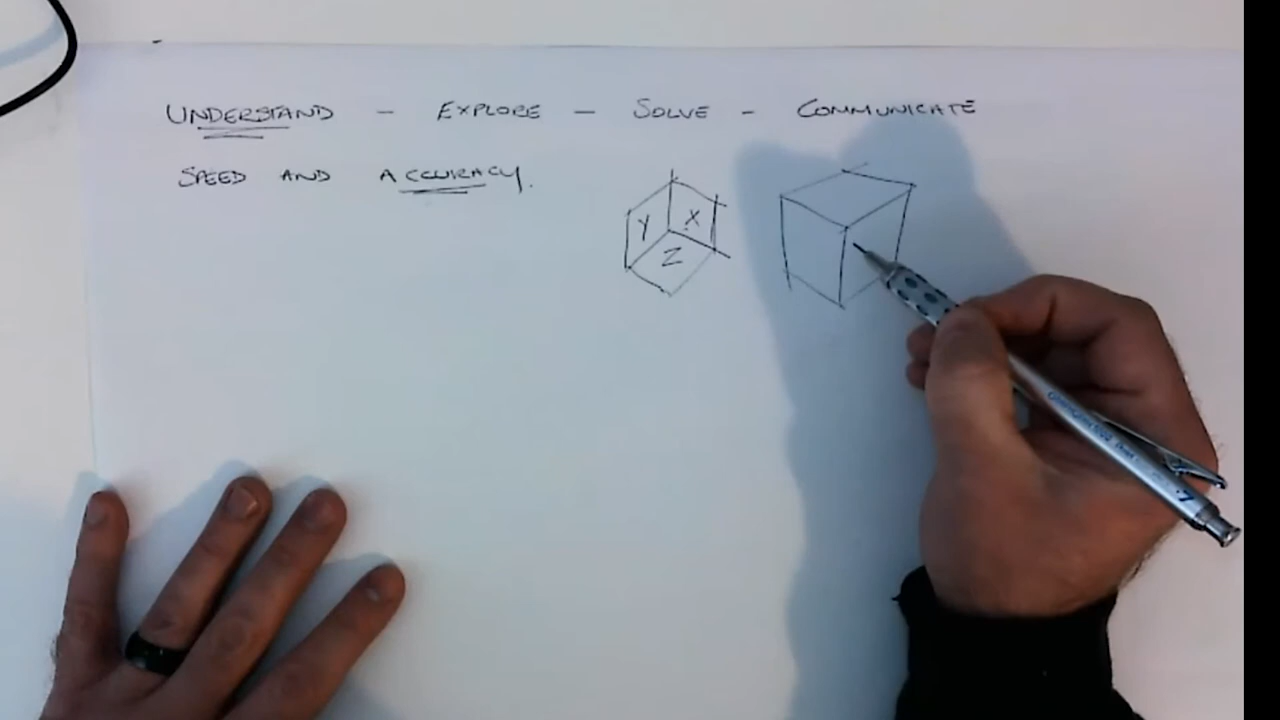 UNDERSTAND - EXPLORE - SOLVE - COMMUNICATE
SPEED AND ACCURACY.
Y X
Z